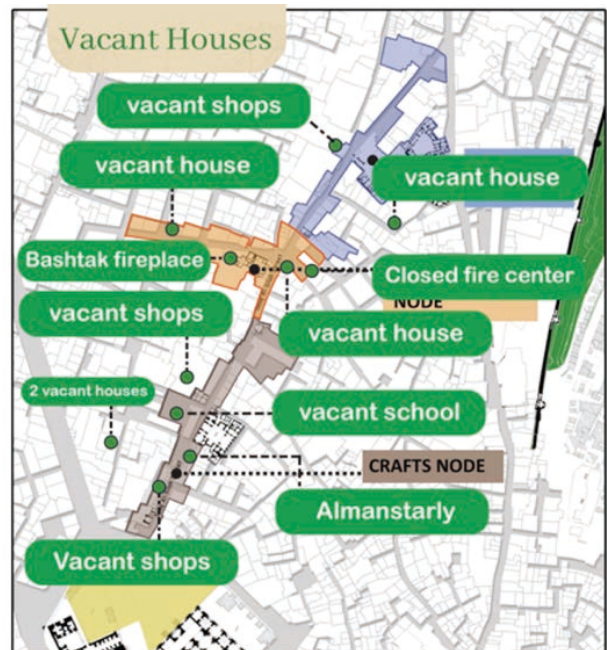 Vacant Houses
vacant shops
vacant house
vacant house
Bashtak fireplace
Closed fire center
NODE
vacant shops
vacant house
2 vacant houses
vacant school
CRAFTS NODE
Almanstarly
Vacant shops